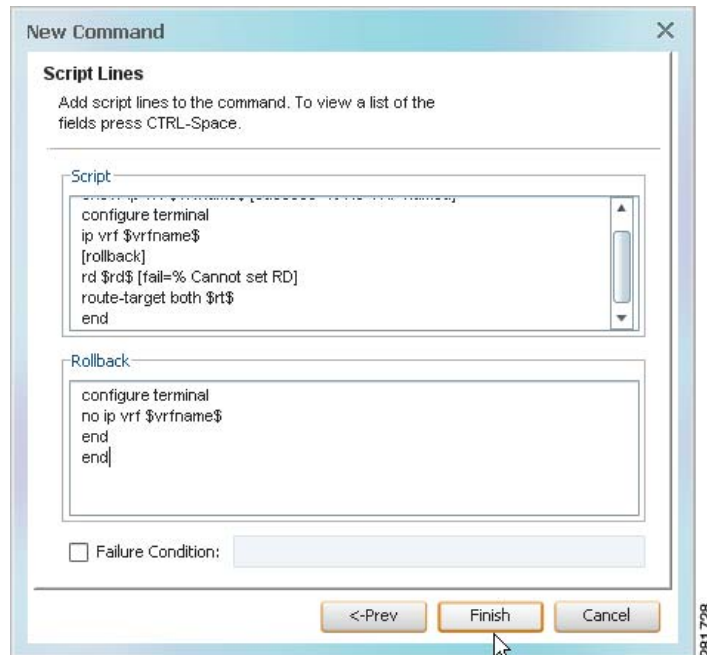 New Command
Script Lines
Add script lines to the command. To view a list of the
fields press CTRL-Space.
Script
configure terminal
ip vrf $vrfname$
[rollback]
rd $rd$ [fail=% Cannot set RD]
route-target both $rt$
end
Rollback
configure terminal
no ip vrf $vrfname$
end
end
Failure Condition:
<-Prev
Finish
Cancel
281728